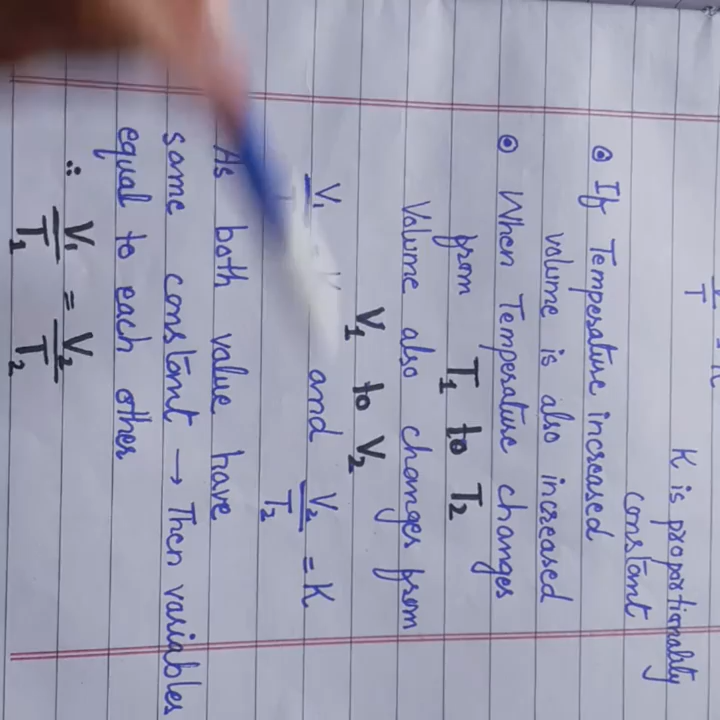 T
K is proportionality
constant
If Temperature increased
volume is also increased
When Temperature changes
from T₁ to T₂
Volume also changes from
V₁ to V₂
V₁ and V₂/T₂ = K
As both value have
same constant → Then variables
equal to each other
∴ V₁/T₁ = V₂/T₂